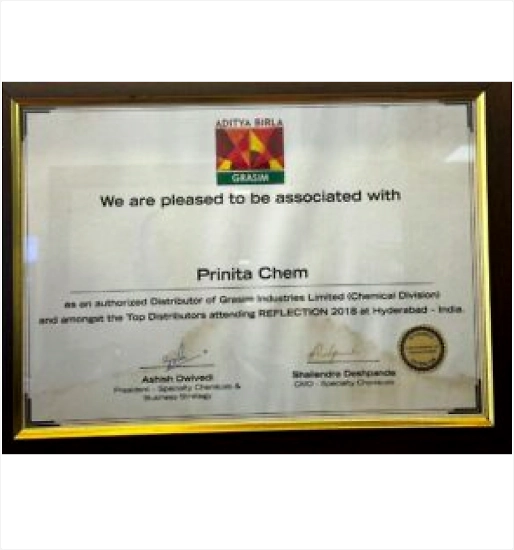 ADITYA BIRLA
GRASIM
We are pleased to be associated with
Prinita Chem
as an authorized Distributor of Grasim Industries Limited (Chemical Division)
and amongst the Top Distributors attending REFLECTION 2018 at Hyderabad - India.
Ashish Dwivedi
President - Specialty Chemicals &
Business Strategy
Shailendra Deshpande
CMO - Specialty Chemicals